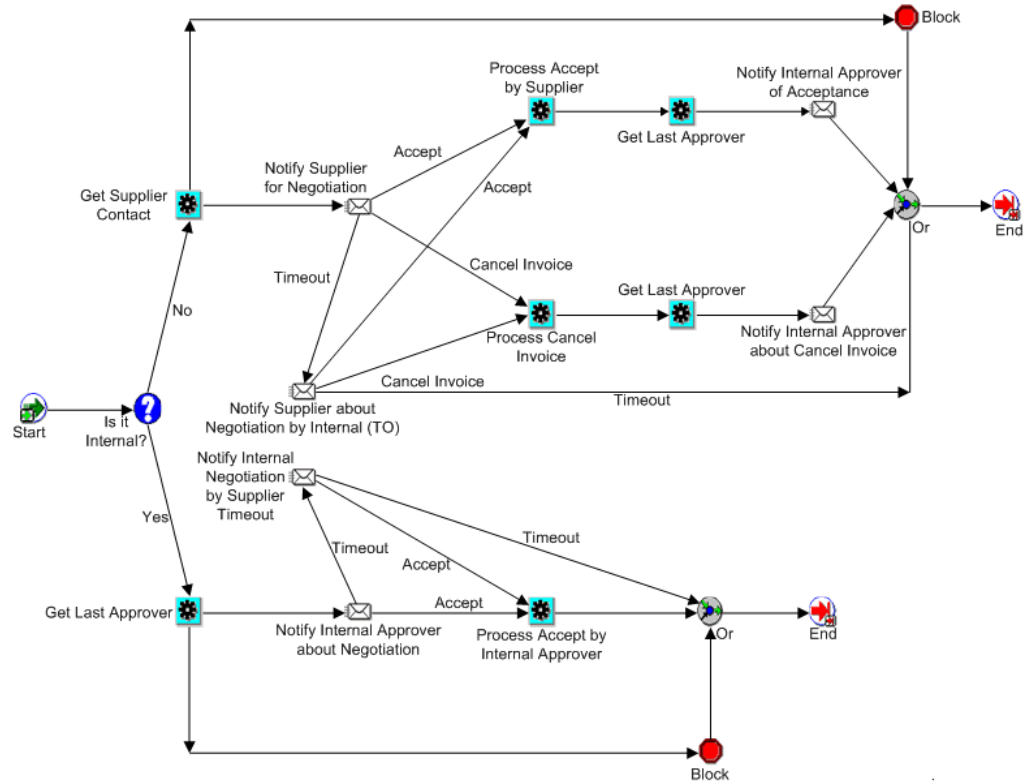 Block
Process Accept
by Supplier
Notify Internal Approver
of Acceptance
Get Last Approver
Accept
Notify Supplier
for Negotiation
Accept
Get Supplier
Contact
Or
End
Timeout
Cancel Invoice
Get Last Approver
No
Process Cancel
Invoice
Notify Internal Approver
about Cancel Invoice
Cancel Invoice
Timeout
Notify Supplier about
Negotiation by Internal (TO)
Start
Is it
Internal?
Notify Internal
Negotiation
by Supplier
Timeout
Yes
Timeout
Timeout
Accept
Get Last Approver
Accept
Notify Internal Approver
about Negotiation
Process Accept by
Internal Approver
Or
End
Block